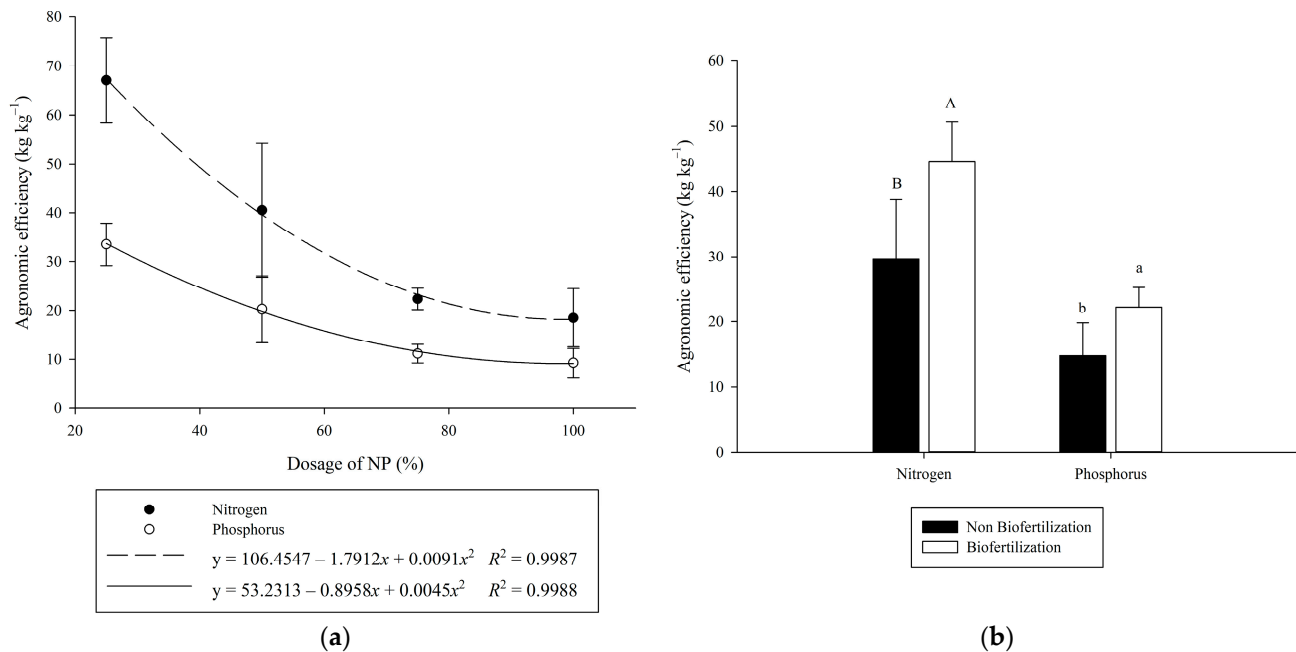 80
70
60
50
40
30
20
10
0
Agronomic efficiency (kg kg⁻¹)
20 40 60 80 100
Dosage of NP (%)
Nitrogen
Phosphorus
y = 106.4547 – 1.7912x + 0.0091x² R² = 0.9987
y = 53.2313 – 0.8958x + 0.0045x² R² = 0.9988
(a)
60
50
40
30
20
10
0
Agronomic efficiency (kg kg⁻¹)
A
B
a
b
Nitrogen Phosphorus
Non Biofertilization
Biofertilization
(b)